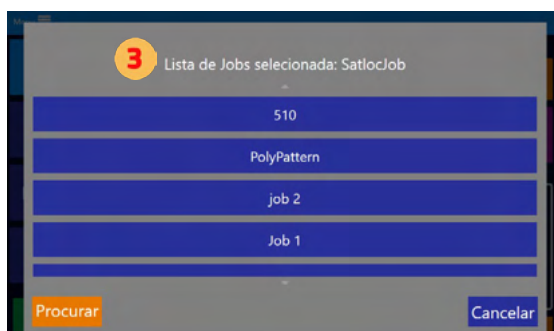 3
Lista de Jobs selecionada: SatlocJob
510
PolyPattern
job 2
Job 1
Procurar
Cancelar